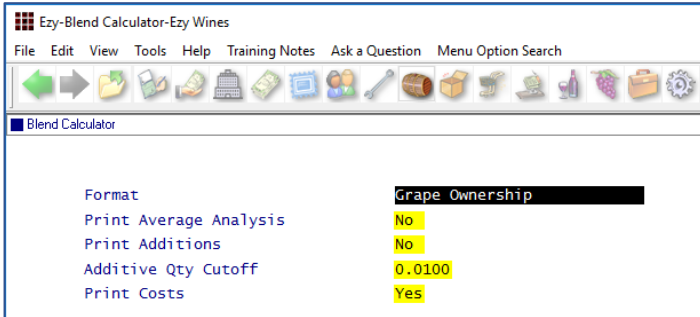 Ezy-Blend Calculator-Ezy Wines
File Edit View Tools Help Training Notes Ask a Question Menu Option Search
Blend Calculator
Format Grape Ownership
Print Average Analysis No
Print Additions No
Additive Qty Cutoff 0.0100
Print Costs Yes